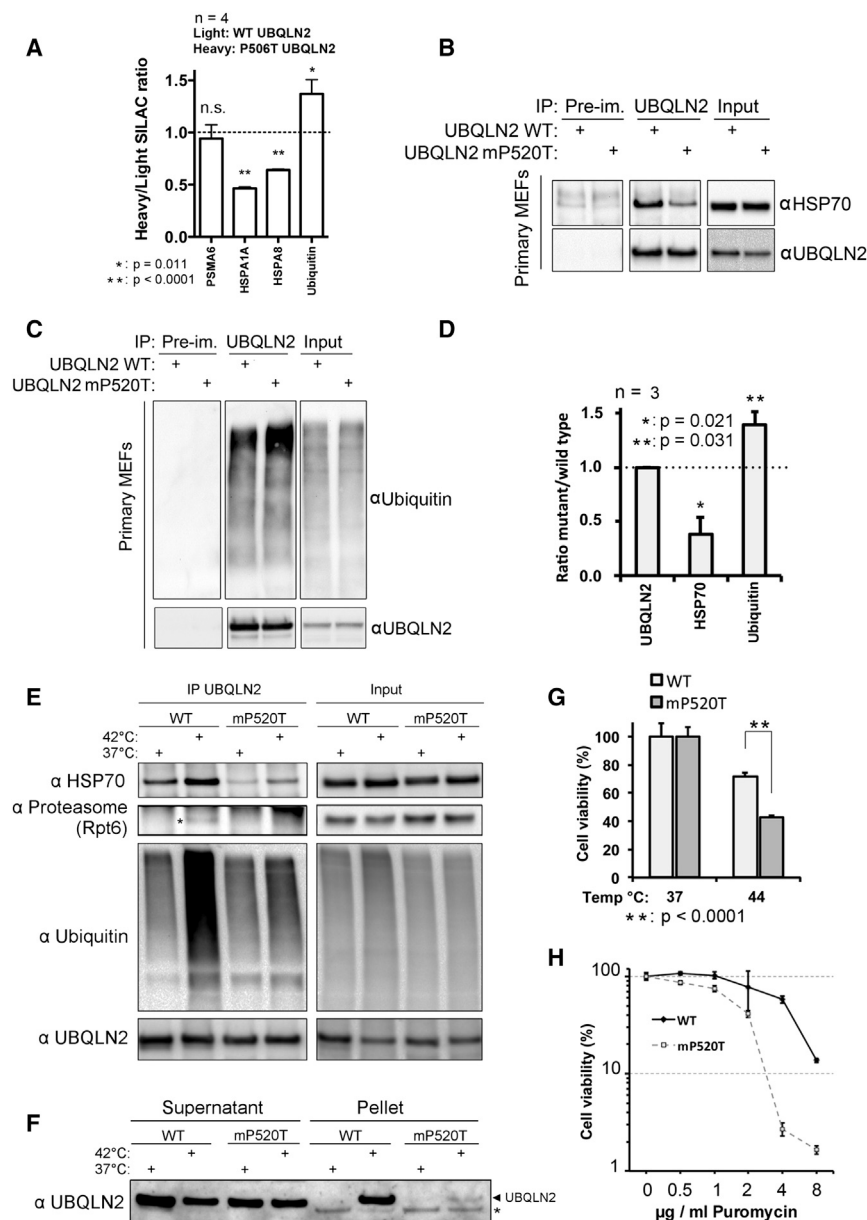 A
n = 4
Light: WT UBQLN2
Heavy: P506T UBQLN2
Heavy/Light SILAC ratio
1.5
1.0
0.5
0.0
n.s.
**
**
*
PSMA6
HSPA1A
HSPA8
Ubiquitin
*: p = 0.011
**: p < 0.0001
B
IP: Pre-im. UBQLN2 Input
UBQLN2 WT: + + +
UBQLN2 mP520T: + + +
Primary MEFs
αHSP70
αUBQLN2
C
IP: Pre-im. UBQLN2 Input
UBQLN2 WT: + + +
UBQLN2 mP520T: + + +
Primary MEFs
αUbiquitin
αUBQLN2
D
n = 3
*: p = 0.021
**: p = 0.031
**
*
Ratio mutant/wild type
1.5
1.0
0.5
0.0
UBQLN2
HSP70
Ubiquitin
E
IP UBQLN2 Input
WT mP520T WT mP520T
42°C: + + + +
37°C: + + + +
α HSP70
α Proteasome
(Rpt6)
*
α Ubiquitin
α UBQLN2
F
Supernatant Pellet
WT mP520T WT mP520T
42°C: + + + +
37°C: + + + +
α UBQLN2
◄ UBQLN2
*
G
WT
mP520T
**
Cell viability (%)
100
80
60
40
20
0
Temp °C: 37 44
**: p < 0.0001
H
Cell viability (%)
100
10
1
WT
mP520T
0 0.5 1 2 4 8
µg / ml Puromycin